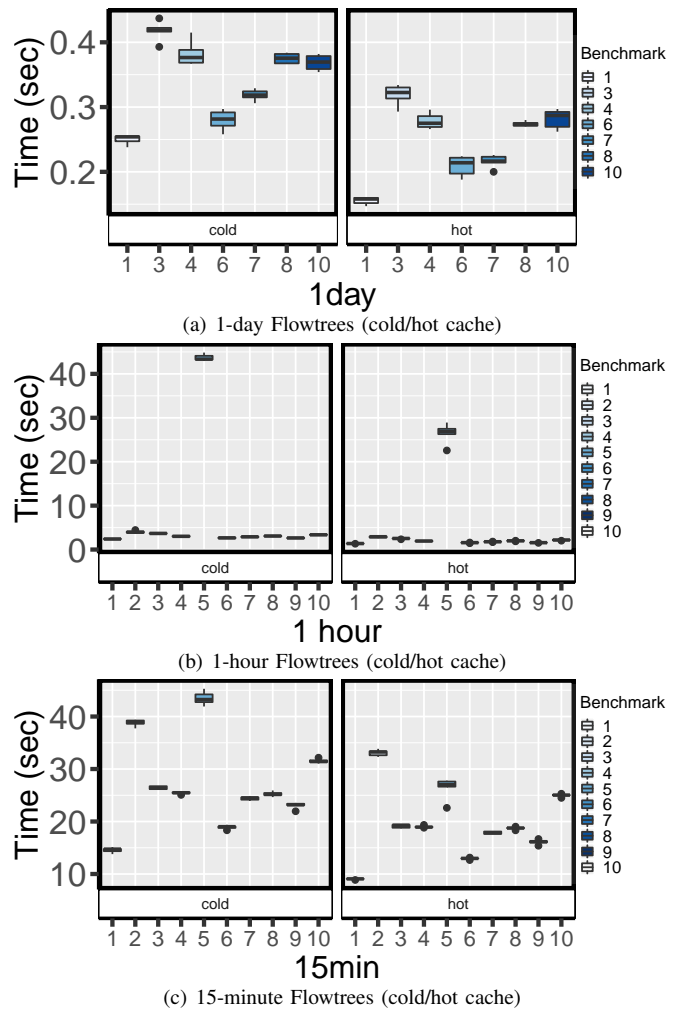 Time (sec)
0.4
0.3
0.2
cold
hot
1 3 4 6 7 8 10
1 3 4 6 7 8 10
1day
Benchmark
1
3
4
6
7
8
10
(a) 1-day Flowtrees (cold/hot cache)
Time (sec)
40
30
20
10
0
cold
hot
1 2 3 4 5 6 7 8 9 10
1 2 3 4 5 6 7 8 9 10
1 hour
Benchmark
1
2
3
4
5
6
7
8
9
10
(b) 1-hour Flowtrees (cold/hot cache)
Time (sec)
40
30
20
10
cold
hot
1 2 3 4 5 6 7 8 9 10
1 2 3 4 5 6 7 8 9 10
15min
Benchmark
1
2
3
4
5
6
7
8
9
10
(c) 15-minute Flowtrees (cold/hot cache)